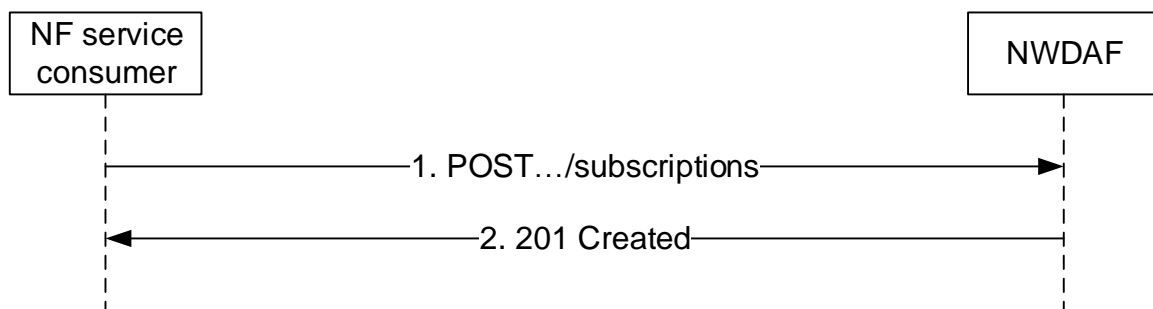 NF service
consumer
NWDAF
1. POST…/subscriptions
2. 201 Created